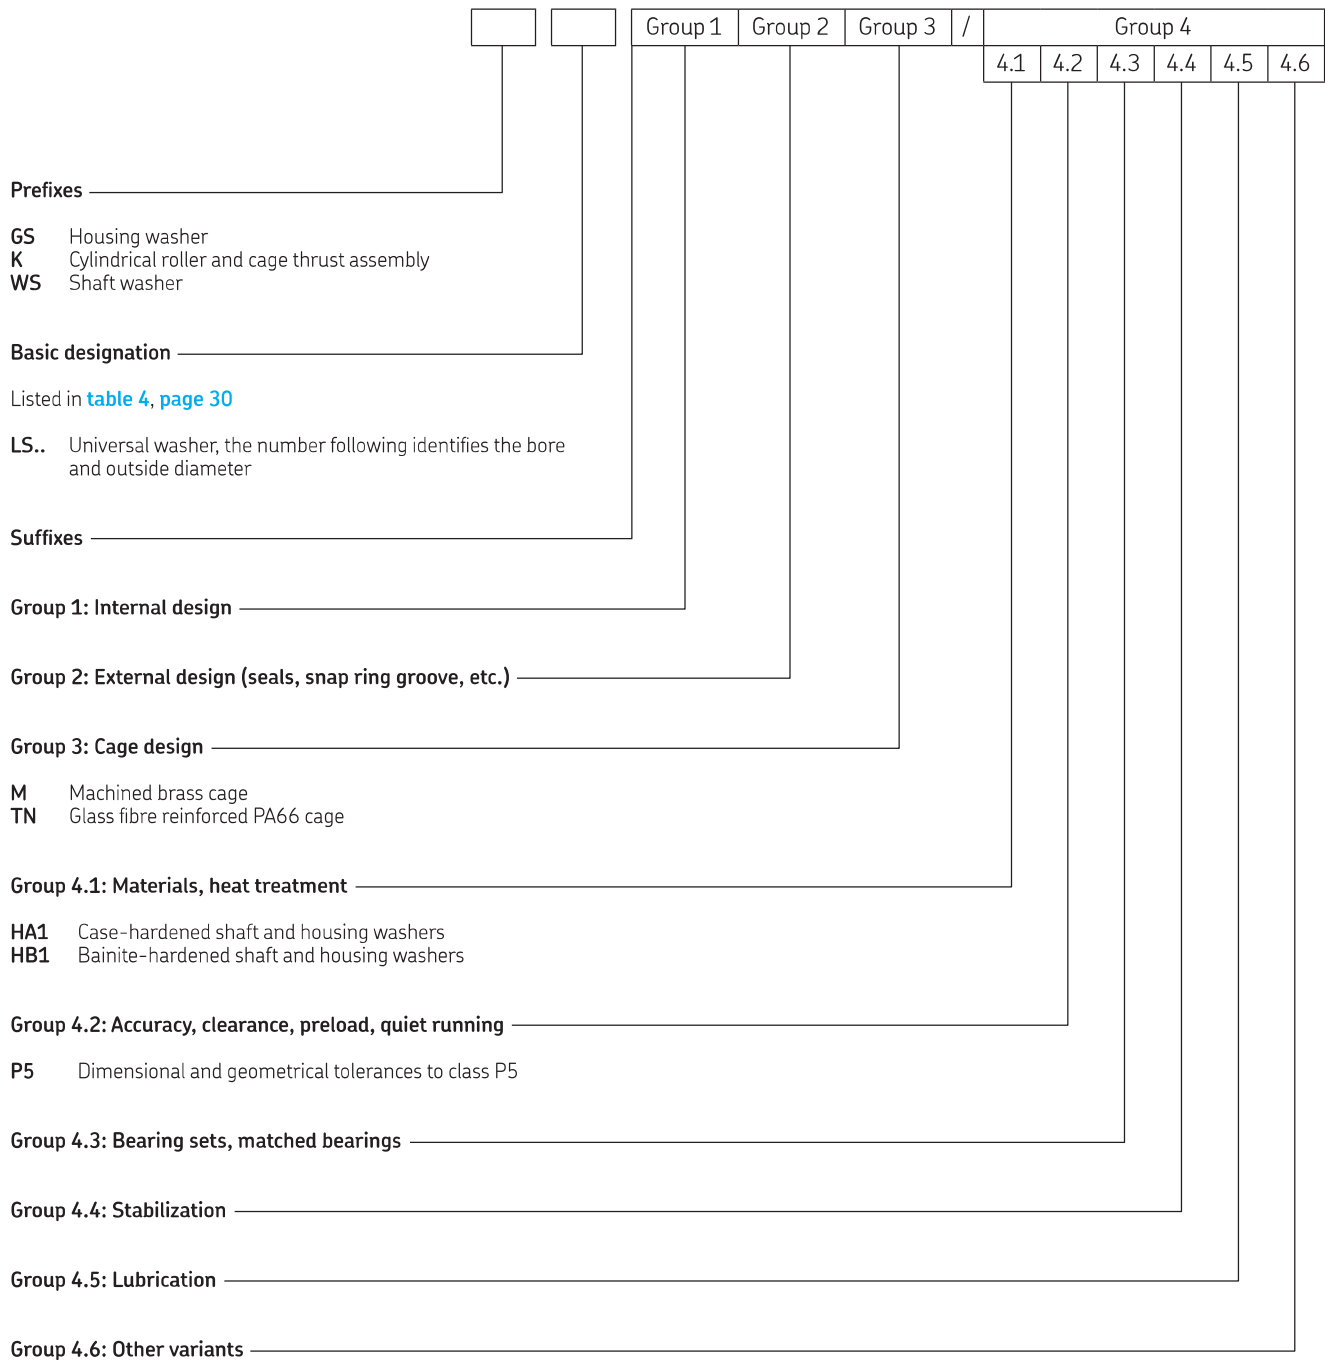 Group 1 Group 2 Group 3 / Group 4
4.1 4.2 4.3 4.4 4.5 4.6
Prefixes
GS Housing washer
K Cylindrical roller and cage thrust assembly
WS Shaft washer
Basic designation
Listed in table 4, page 30
LS.. Universal washer, the number following identifies the bore
and outside diameter
Suffixes
Group 1: Internal design
Group 2: External design (seals, snap ring groove, etc.)
Group 3: Cage design
M Machined brass cage
TN Glass fibre reinforced PA66 cage
Group 4.1: Materials, heat treatment
HA1 Case-hardened shaft and housing washers
HB1 Bainite-hardened shaft and housing washers
Group 4.2: Accuracy, clearance, preload, quiet running
P5 Dimensional and geometrical tolerances to class P5
Group 4.3: Bearing sets, matched bearings
Group 4.4: Stabilization
Group 4.5: Lubrication
Group 4.6: Other variants